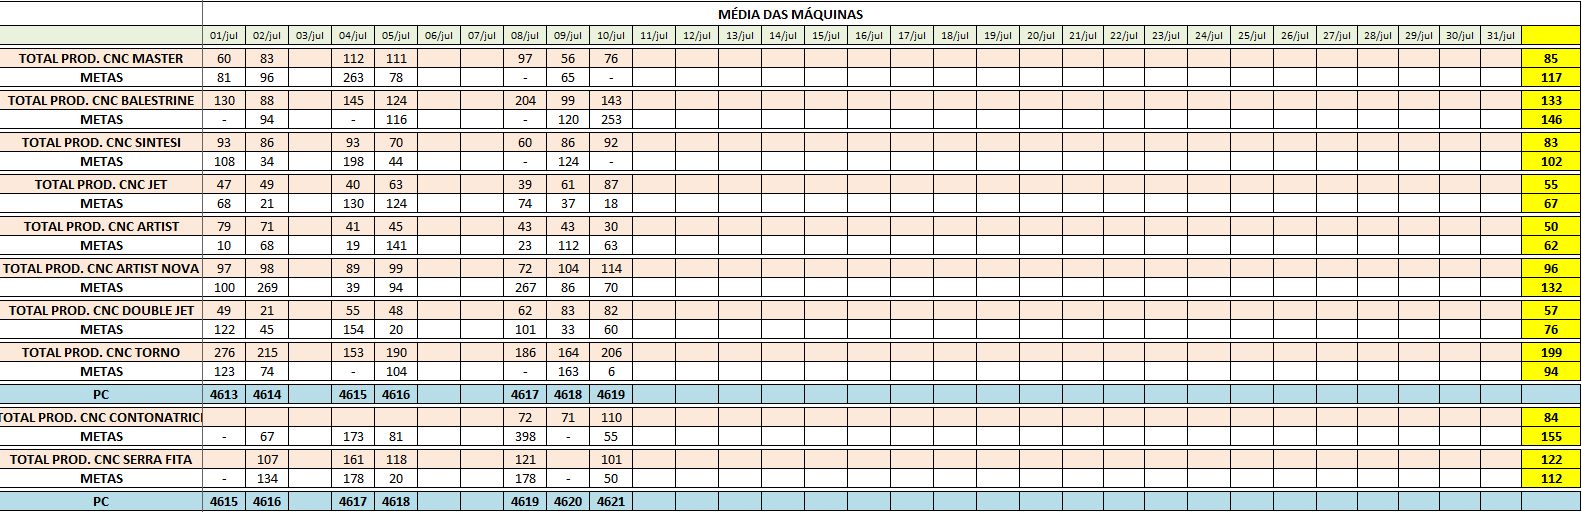 MÉDIA DAS MÁQUINAS
01/jul 02/jul 03/jul 04/jul 05/jul 06/jul 07/jul 08/jul 09/jul 10/jul 11/jul 12/jul 13/jul 14/jul 15/jul 16/jul 17/jul 18/jul 19/jul 20/jul 21/jul 22/jul 23/jul 24/jul 25/jul 26/jul 27/jul 28/jul 29/jul 30/jul 31/jul
TOTAL PROD. CNC MASTER 60 83 112 111 97 56 76 85
METAS 81 96 263 78 - 65 - 117
TOTAL PROD. CNC BALESTRINE 130 88 145 124 204 99 143 133
METAS - 94 - 116 - 120 253 146
TOTAL PROD. CNC SINTESI 93 86 93 70 60 86 92 83
METAS 108 34 198 44 - 124 - 102
TOTAL PROD. CNC JET 47 49 40 63 39 61 87 55
METAS 68 21 130 124 74 37 18 67
TOTAL PROD. CNC ARTIST 79 71 41 45 43 43 30 50
METAS 10 68 19 141 23 112 63 62
TOTAL PROD. CNC ARTIST NOVA 97 98 89 99 72 104 114 96
METAS 100 269 39 94 267 86 70 132
TOTAL PROD. CNC DOUBLE JET 49 21 55 48 62 83 82 57
METAS 122 45 154 20 101 33 60 76
TOTAL PROD. CNC TORNO 276 215 153 190 186 164 206 199
METAS 123 74 - 104 - 163 6 94
PC 4613 4614 4615 4616 4617 4618 4619
TOTAL PROD. CNC CONTONATRICI 72 71 110 84
METAS - 67 173 81 398 - 55 155
TOTAL PROD. CNC SERRA FITA 107 161 118 121 101 122
METAS - 134 178 20 178 - 50 112
PC 4615 4616 4617 4618 4619 4620 4621